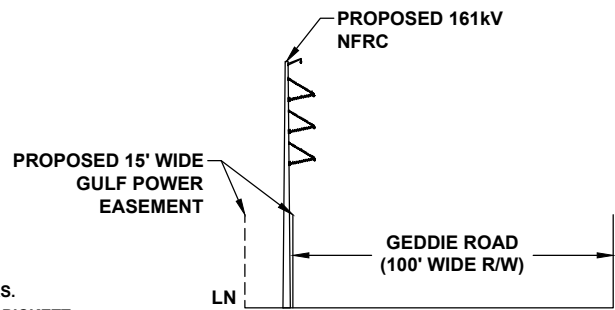 PROPOSED 161kV
NFRC
PROPOSED 15' WIDE
GULF POWER
EASEMENT
GEDDIE ROAD
(100' WIDE R/W)
S.
LN